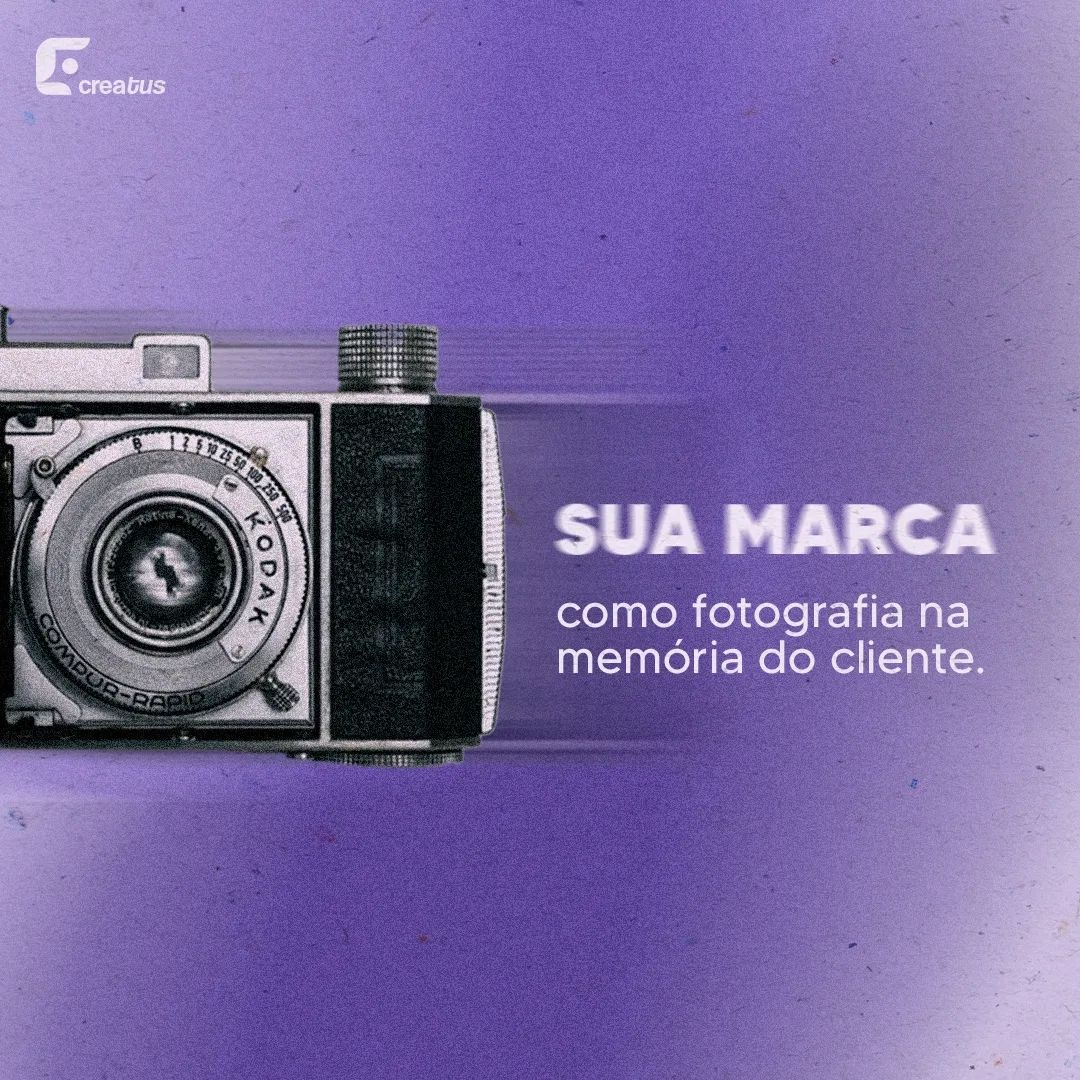 creatus
B 1 2 5 10 25 50 100 250 500
KODAK
COMPUR-RAPID
SUA MARCA
como fotografia na
memória do cliente.